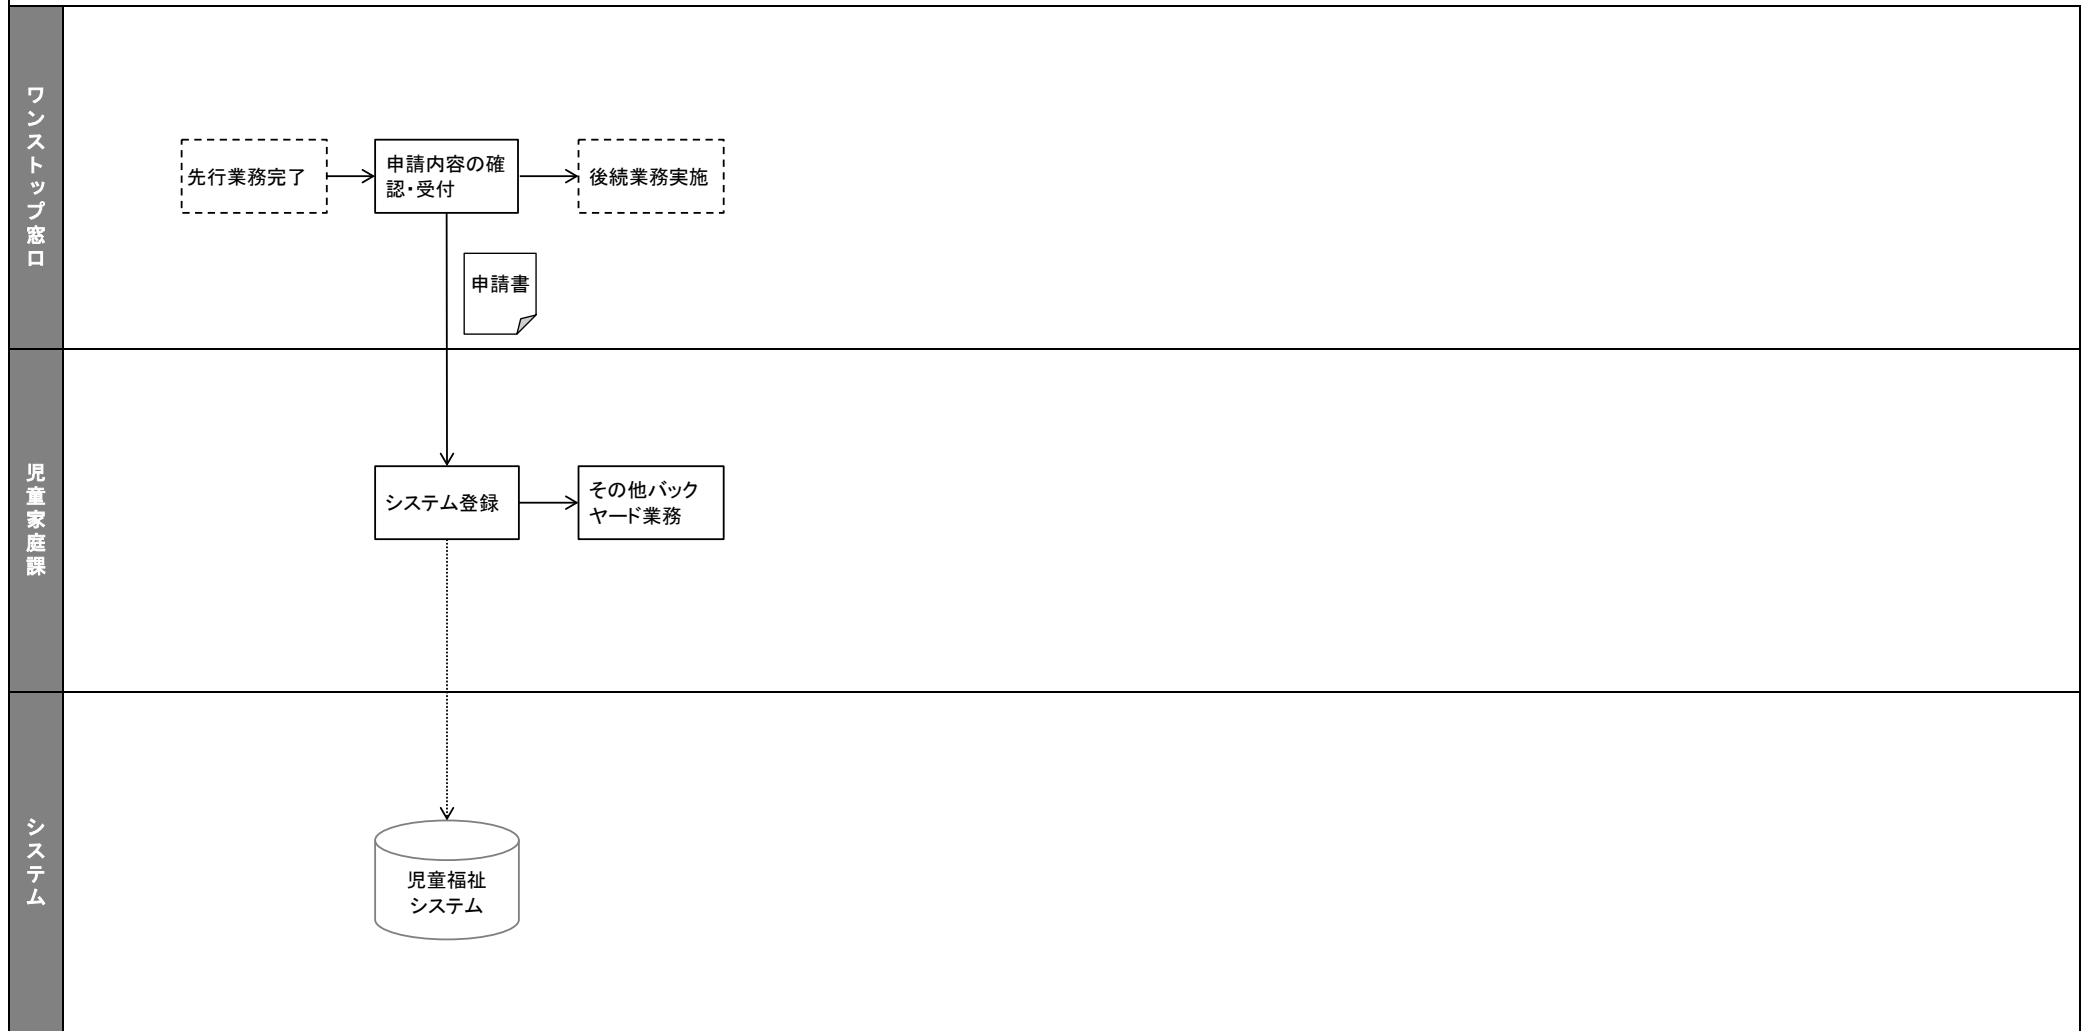 ワンストップ窓口
先行業務完了
申請内容の確
認・受付
後続業務実施
申請書
児童家庭課
システム登録
その他バック
ヤード業務
システム
児童福祉
システム